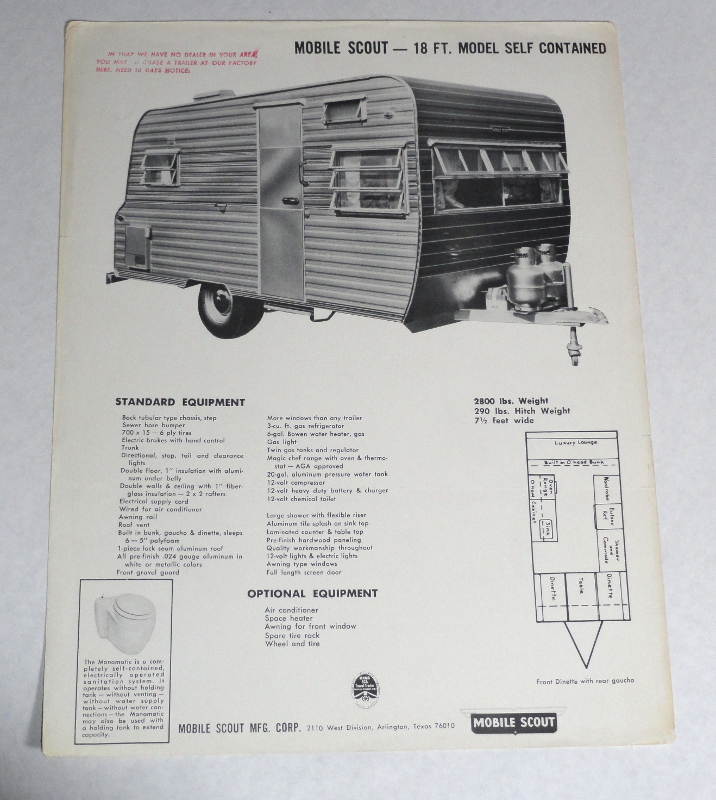 MOBILE SCOUT — 18 FT. MODEL SELF CONTAINED
IN THAT WE HAVE NO DEALER IN YOUR AREA
YOU MAY PURCHASE A TRAILER AT OUR FACTORY
HERE. NEED 10 DAYS NOTICE.
STANDARD EQUIPMENT
Back tubular type chassis, step
Sewer hose bumper
700 x 15 - 6 ply tires
Electric brakes with hand control
Trunk
Directional, stop, tail and clearance
lights
Double floor, 1" insulation with alumi-
num under belly
Double walls & ceiling with 1" fiber-
glass insulation — 2 x 2 rafters
Electrical supply cord
Wired for air conditioner
Awning rail
Roof vent
Built in bunk, gaucho & dinette, sleeps
6 — 5" polyfoam
1-piece lock seam aluminum roof
All pre-finish .024 gauge aluminum in
white or metallic colors
Front gravel guard
More windows than any trailer
3-cu. ft. gas refrigerator
6-gal. Bowen water heater, gas
Gas light
Twin gas tanks and regulator
Magic chef range with oven & thermo-
stat — AGA approved
20-gal. aluminum pressure water tank
12-volt compressor
12-volt heavy duty battery & charger
12-volt chemical toilet
Large shower with flexible riser
Aluminum tile splash on sink top
Laminated counter & table top
Pre-finish hardwood paneling
Quality workmanship throughout
12-volt lights & electric lights
Awning type windows
Full length screen door
2800 lbs. Weight
290 lbs. Hitch Weight
7½ feet wide
Luxury Lounge
Built in O'Head Bunk
O'Head Cabinets
Oven
Range
Sink
Wardrobe
Butane
Ref.
Shower
and
Commode
Dinette
Table
Dinette
Front Dinette with rear gaucho
OPTIONAL EQUIPMENT
Air conditioner
Space heater
Awning for front window
Spare tire rack
Wheel and tire
The Monomatic is a com-
pletely self-contained,
electrically operated
sanitation system. It
operates without holding
tank — without venting —
without water supply
tank — without water con-
nections — the Monomatic
may also be used with
a holding tank to extend
capacity.
MOBILE SCOUT MFG. CORP. 2110 West Division, Arlington, Texas 76010
MOBILE SCOUT